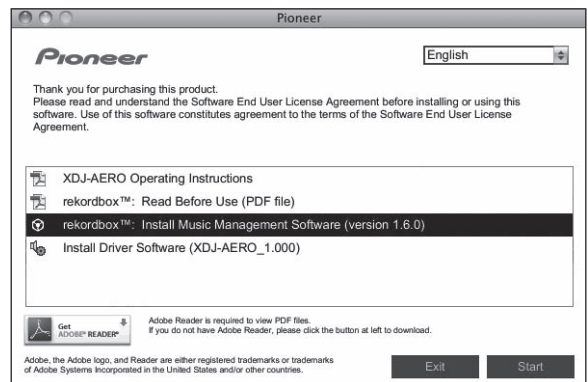 Pioneer
Pioneer
English
Thank you for purchasing this product.
Please read and understand the Software End User License Agreement before installing or using this
software. Use of this software constitutes agreement to the terms of the Software End User License
Agreement.
XDJ-AERO Operating Instructions
rekordbox™: Read Before Use (PDF file)
rekordbox™: Install Music Management Software (version 1.6.0)
Install Driver Software (XDJ-AERO_1.000)
Get
ADOBE® READER®
Adobe Reader is required to view PDF files.
If you do not have Adobe Reader, please click the button at left to download.
Adobe, the Adobe logo, and Reader are either registered trademarks or trademarks
of Adobe Systems Incorporated in the United States and/or other countries.
Exit
Start